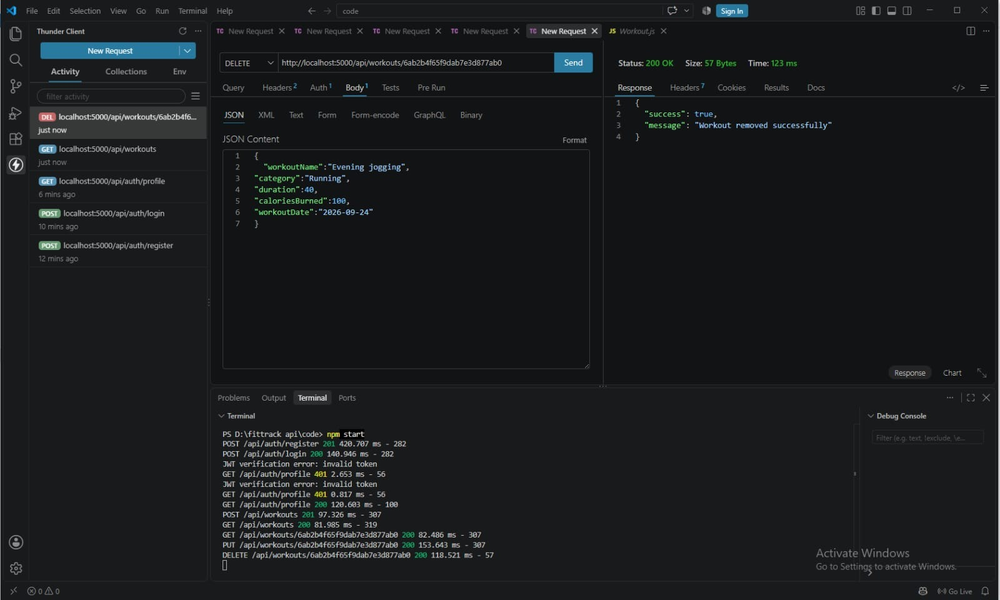 File Edit Selection View Go Run Terminal Help
code
Sign In
Thunder Client
New Request
Activity Collections Env
filter activity
DEL localhost:5000/api/workouts/6ab2b4f6...
just now
GET localhost:5000/api/workouts
just now
GET localhost:5000/api/auth/profile
6 mins ago
POST localhost:5000/api/auth/login
10 mins ago
POST localhost:5000/api/auth/register
12 mins ago
TC New Request TC New Request TC New Request TC New Request TC New Request JS Workout.js
DELETE http://localhost:5000/api/workouts/6ab2b4f65f9dab7e3d877ab0 Send
Query Headers 2 Auth 1 Body 1 Tests Pre Run
JSON XML Text Form Form-encode GraphQL Binary
JSON Content
Format
1 {
2 "workoutName":"Evening jogging",
3 "category":"Running",
4 "duration":40,
5 "caloriesBurned":100,
6 "workoutDate":"2026-09-24"
7 }
Status: 200 OK Size: 57 Bytes Time: 123 ms
Response Headers 7 Cookies Results Docs </>
1 {
2 "success": true,
3 "message": "Workout removed successfully"
4 }
Response Chart
Problems Output Terminal Ports
Terminal
PS D:\fittrack api\code> npm start
POST /api/auth/register 201 420.707 ms - 282
POST /api/auth/login 200 140.946 ms - 282
JWT verification error: invalid token
GET /api/auth/profile 401 2.653 ms - 56
JWT verification error: invalid token
GET /api/auth/profile 401 0.817 ms - 56
GET /api/auth/profile 200 120.603 ms - 100
POST /api/workouts 201 97.326 ms - 307
GET /api/workouts 200 81.985 ms - 319
GET /api/workouts/6ab2b4f65f9dab7e3d877ab0 200 82.486 ms - 307
PUT /api/workouts/6ab2b4f65f9dab7e3d877ab0 200 153.643 ms - 307
DELETE /api/workouts/6ab2b4f65f9dab7e3d877ab0 200 118.521 ms - 57
Debug Console
Filter (e.g. text, !exclude, \e...
Activate Windows
Go to Settings to activate Windows.
0 0
Go Live